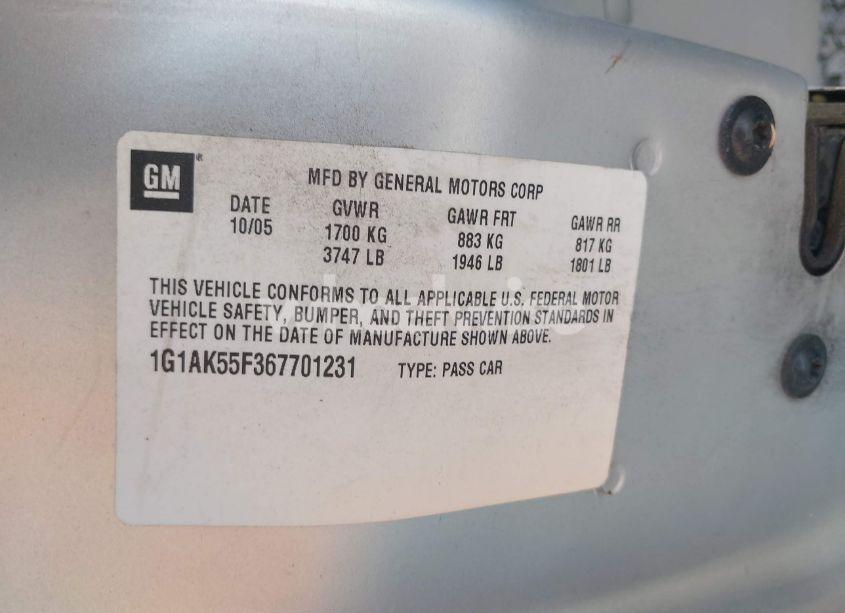 GM®
MFD BY GENERAL MOTORS CORP
DATE GVWR GAWR FRT GAWR RR
10/05 1700 KG 883 KG 817 KG
3747 LB 1946 LB 1801 LB
THIS VEHICLE CONFORMS TO ALL APPLICABLE U.S. FEDERAL MOTOR
VEHICLE SAFETY, BUMPER, AND THEFT PREVENTION STANDARDS IN
EFFECT ON THE DATE OF MANUFACTURE SHOWN ABOVE.
1G1AK55F367701231 TYPE: PASS CAR